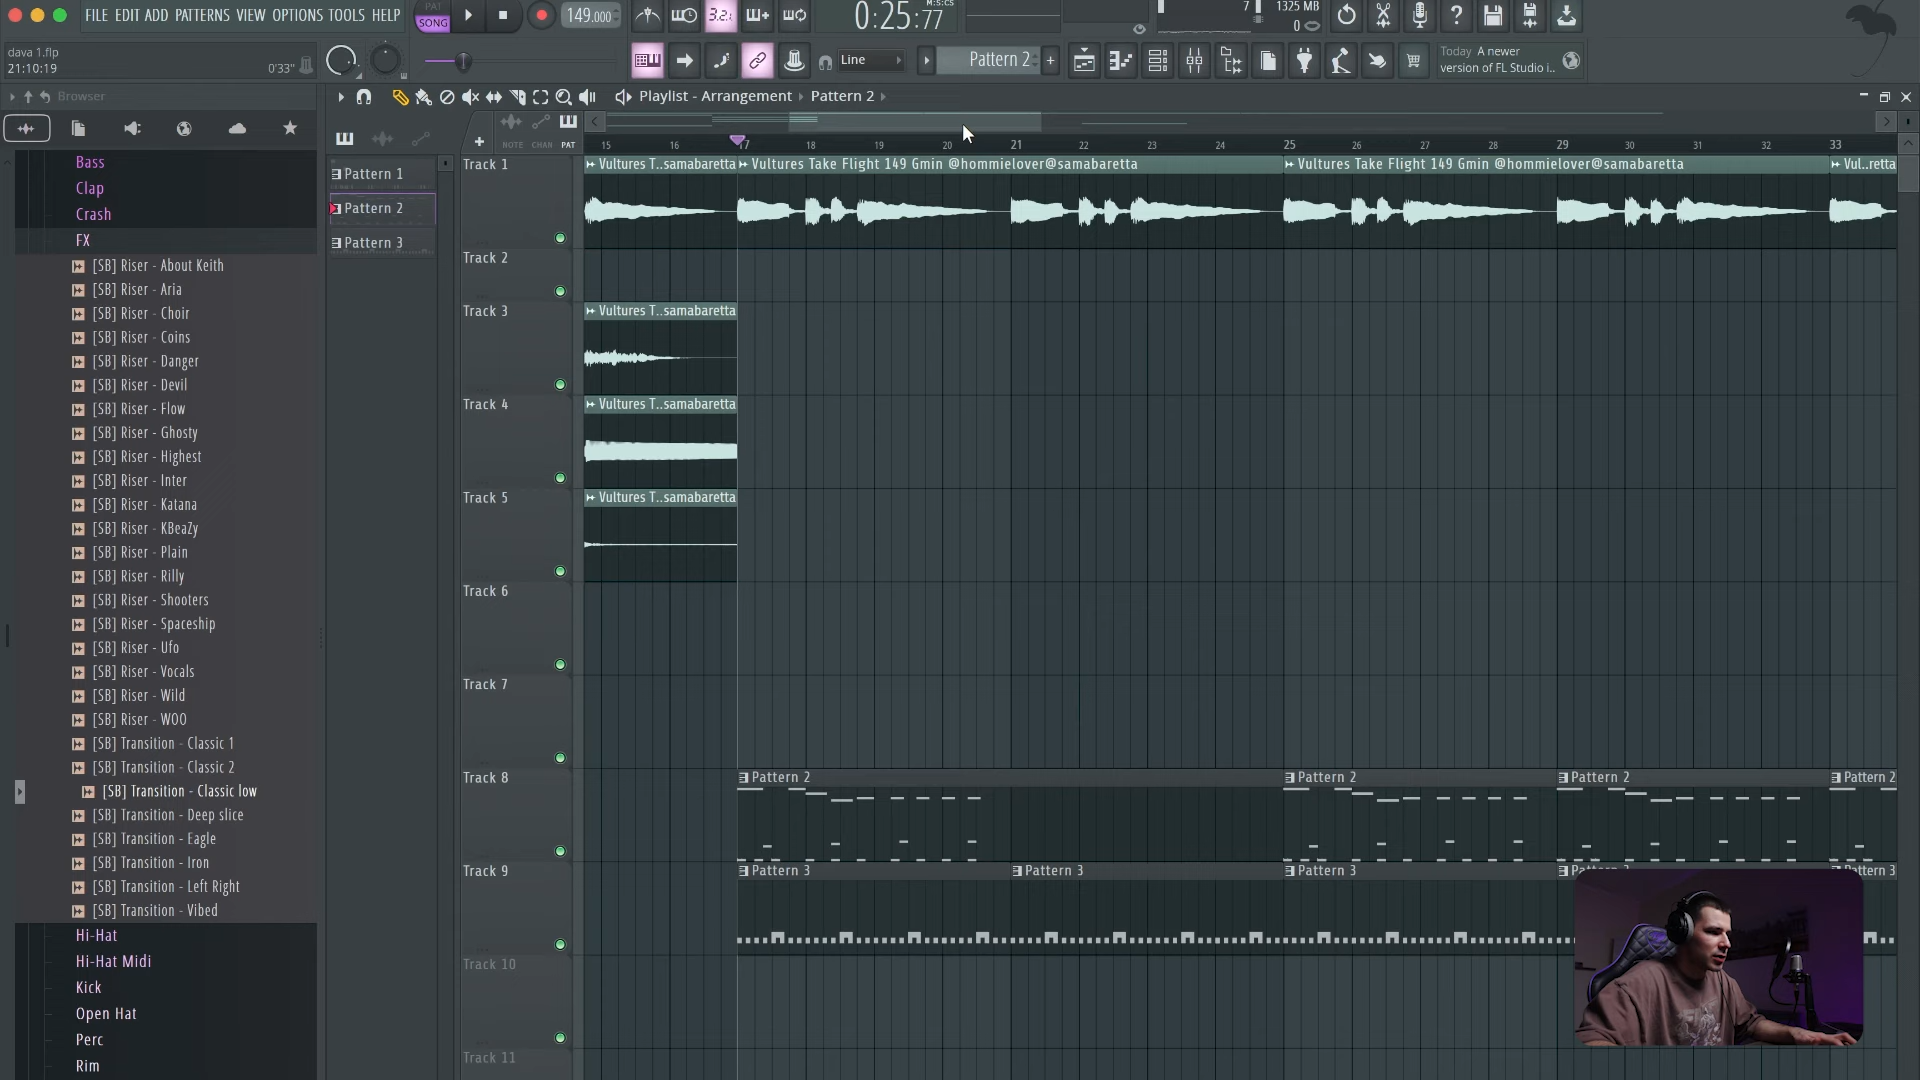 FILE EDIT ADD PATTERNS VIEW OPTIONS TOOLS HELP
PAT
SONG
149.000
3.2.
0:25:77
M:S:CS
7
1325 MB
0
dava 1.flp
21:10:19
0'33"
Line
Pattern 2
Today A newer
version of FL Studio i..
Browser
Playlist - Arrangement › Pattern 2
NOTE CHAN PAT
15 16 17 18 19 20 21 22 23 24 25 26 27 28 29 30 31 32 33
Bass
Clap
Crash
FX
[SB] Riser - About Keith
[SB] Riser - Aria
[SB] Riser - Choir
[SB] Riser - Coins
[SB] Riser - Danger
[SB] Riser - Devil
[SB] Riser - Flow
[SB] Riser - Ghosty
[SB] Riser - Highest
[SB] Riser - Inter
[SB] Riser - Katana
[SB] Riser - KBeaZy
[SB] Riser - Plain
[SB] Riser - Rilly
[SB] Riser - Shooters
[SB] Riser - Spaceship
[SB] Riser - Ufo
[SB] Riser - Vocals
[SB] Riser - Wild
[SB] Riser - WOO
[SB] Transition - Classic 1
[SB] Transition - Classic 2
[SB] Transition - Classic low
[SB] Transition - Deep slice
[SB] Transition - Eagle
[SB] Transition - Iron
[SB] Transition - Left Right
[SB] Transition - Vibed
Hi-Hat
Hi-Hat Midi
Kick
Open Hat
Perc
Rim
Pattern 1
Pattern 2
Pattern 3
Track 1
Vultures T..samabaretta
Vultures Take Flight 149 Gmin @hommielover@samabaretta
Vultures Take Flight 149 Gmin @hommielover@samabaretta
Vul..retta
Track 2
Track 3
Vultures T..samabaretta
Track 4
Vultures T..samabaretta
Track 5
Vultures T..samabaretta
Track 6
Track 7
Track 8
Pattern 2
Pattern 2
Pattern 2
Pattern 2
Track 9
Pattern 3
Pattern 3
Pattern 3
Track 10
Track 11